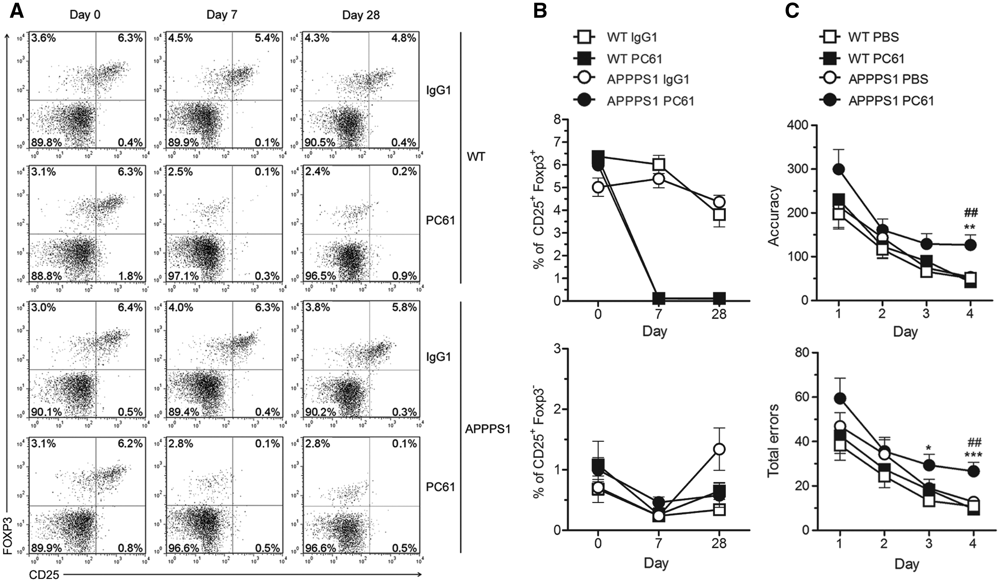 A
Day 0
Day 7
Day 28
3.6%
6.3%
89.8%
0.4%
4.5%
5.4%
89.9%
0.1%
4.3%
4.8%
90.5%
0.4%
IgG1
3.1%
6.3%
88.8%
1.8%
2.5%
0.1%
97.1%
0.3%
2.4%
0.2%
96.5%
0.9%
PC61
WT
3.0%
6.4%
90.1%
0.5%
4.0%
6.3%
89.4%
0.4%
3.8%
5.8%
90.2%
0.3%
IgG1
3.1%
6.2%
89.9%
0.8%
2.8%
0.1%
96.6%
0.5%
2.8%
0.1%
96.6%
0.5%
PC61
APPPS1
10⁰ 10¹ 10² 10³ 10⁴
FOXP3
CD25
B
WT IgG1
WT PC61
APPPS1 IgG1
APPPS1 PC61
% of CD25⁺ Foxp3⁺
8
7
6
5
4
3
2
1
0
0 7 28
Day
% of CD25⁺ Foxp3⁻
3
2
1
0
0 7 28
Day
C
WT PBS
WT PC61
APPPS1 PBS
APPPS1 PC61
Accuracy
400
300
200
100
0
##
**
1 2 3 4
Day
Total errors
80
60
40
20
0
*
##
***
1 2 3 4
Day